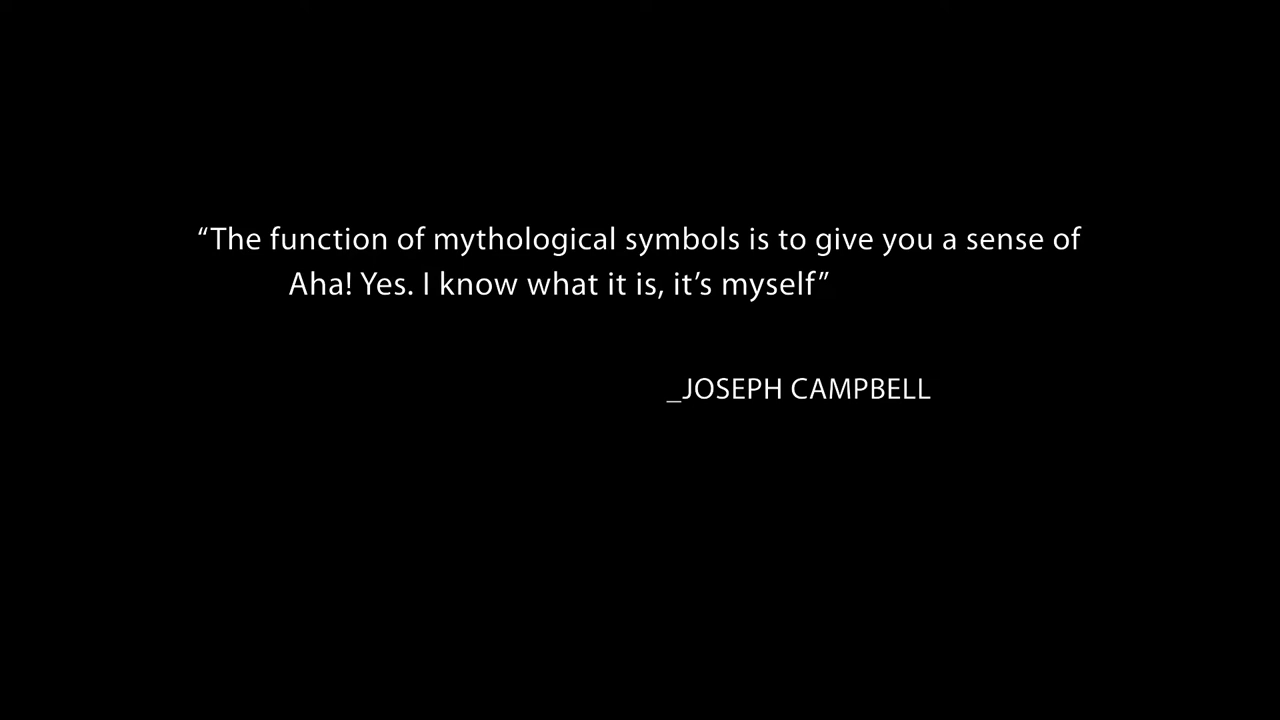 “The function of mythological symbols is to give you a sense of
Aha! Yes. I know what it is, it’s myself”
_JOSEPH CAMPBELL